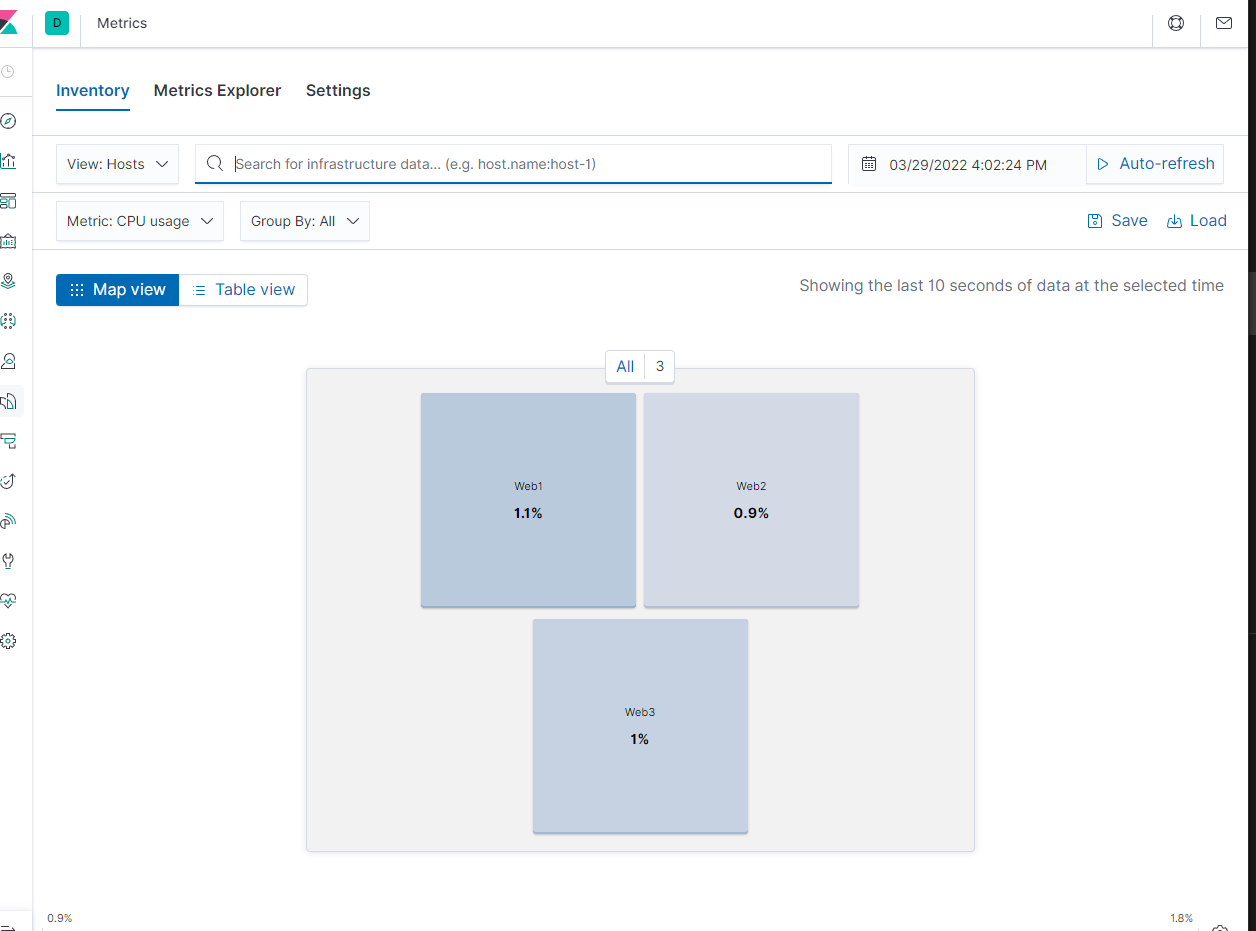 D Metrics
Inventory Metrics Explorer Settings
View: Hosts Search for infrastructure data... (e.g. host.name:host-1) 03/29/2022 4:02:24 PM Auto-refresh
Metric: CPU usage Group By: All Save Load
Map view Table view Showing the last 10 seconds of data at the selected time
All 3
Web1 Web2
1.1% 0.9%
Web3
1%
0.9% 1.8%